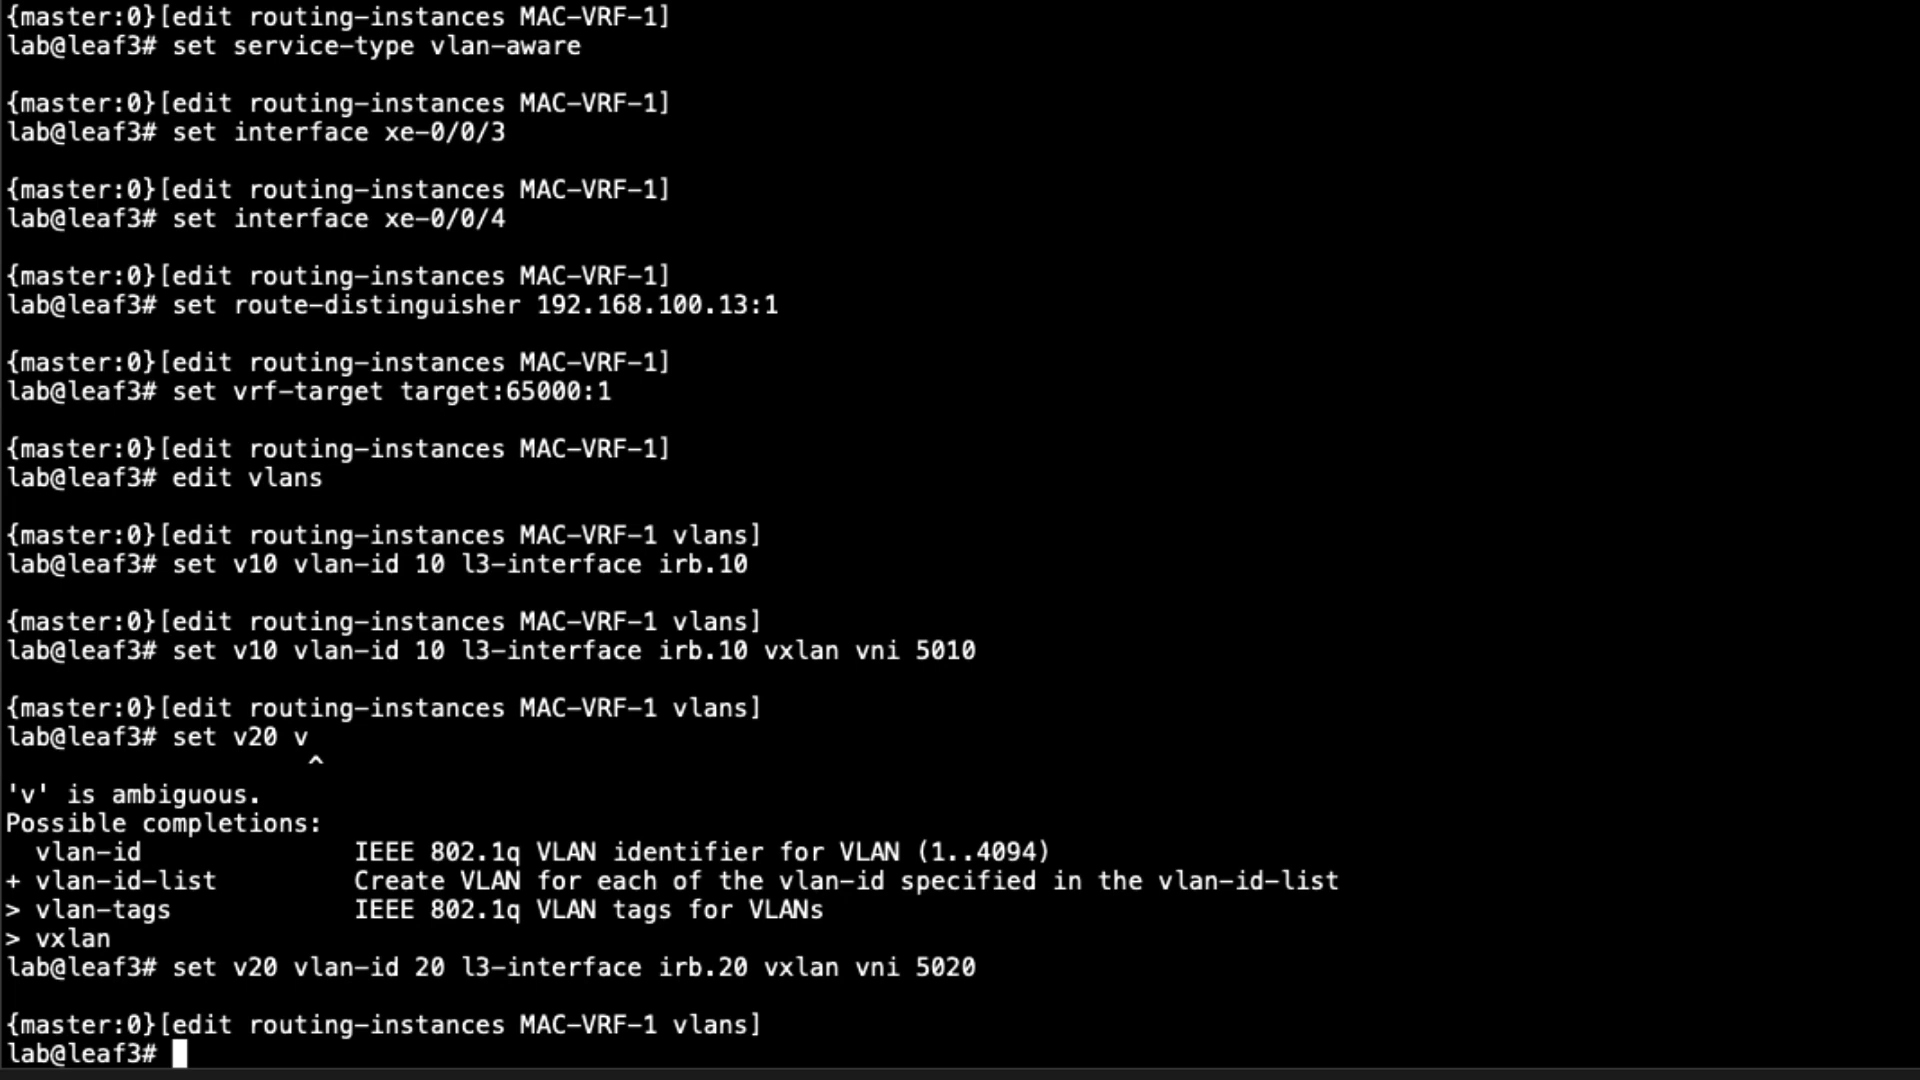 {master:0}[edit routing-instances MAC-VRF-1]
lab@leaf3# set service-type vlan-aware
{master:0}[edit routing-instances MAC-VRF-1]
lab@leaf3# set interface xe-0/0/3
{master:0}[edit routing-instances MAC-VRF-1]
lab@leaf3# set interface xe-0/0/4
{master:0}[edit routing-instances MAC-VRF-1]
lab@leaf3# set route-distinguisher 192.168.100.13:1
{master:0}[edit routing-instances MAC-VRF-1]
lab@leaf3# set vrf-target target:65000:1
{master:0}[edit routing-instances MAC-VRF-1]
lab@leaf3# edit vlans
{master:0}[edit routing-instances MAC-VRF-1 vlans]
lab@leaf3# set v10 vlan-id 10 l3-interface irb.10
{master:0}[edit routing-instances MAC-VRF-1 vlans]
lab@leaf3# set v10 vlan-id 10 l3-interface irb.10 vxlan vni 5010
{master:0}[edit routing-instances MAC-VRF-1 vlans]
lab@leaf3# set v20 v
^
'v' is ambiguous.
Possible completions:
vlan-id IEEE 802.1q VLAN identifier for VLAN (1..4094)
+ vlan-id-list Create VLAN for each of the vlan-id specified in the vlan-id-list
> vlan-tags IEEE 802.1q VLAN tags for VLANs
> vxlan
lab@leaf3# set v20 vlan-id 20 l3-interface irb.20 vxlan vni 5020
{master:0}[edit routing-instances MAC-VRF-1 vlans]
lab@leaf3#